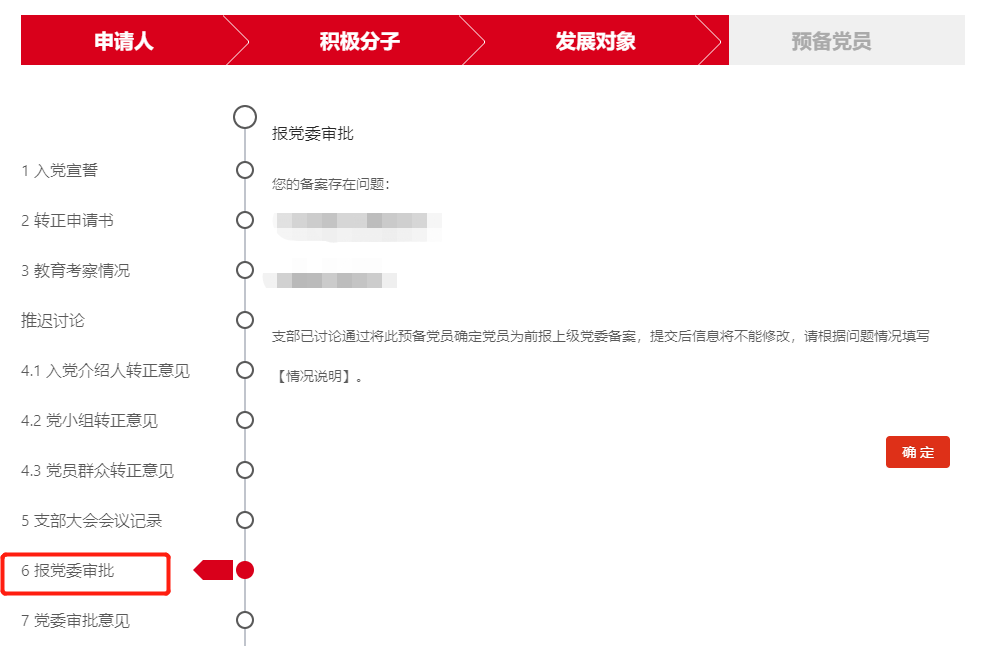 申请人
积极分子
发展对象
预备党员
报党委审批
1 入党宣誓
您的备案存在问题：
2 转正申请书
3 教育考察情况
推迟讨论
支部已讨论通过将此预备党员确定党员为前报上级党委备案，提交后信息将不能修改，请根据问题情况填写
【情况说明】。
4.1 入党介绍人转正意见
4.2 党小组转正意见
确 定
4.3 党员群众转正意见
5 支部大会会议记录
6 报党委审批
7 党委审批意见